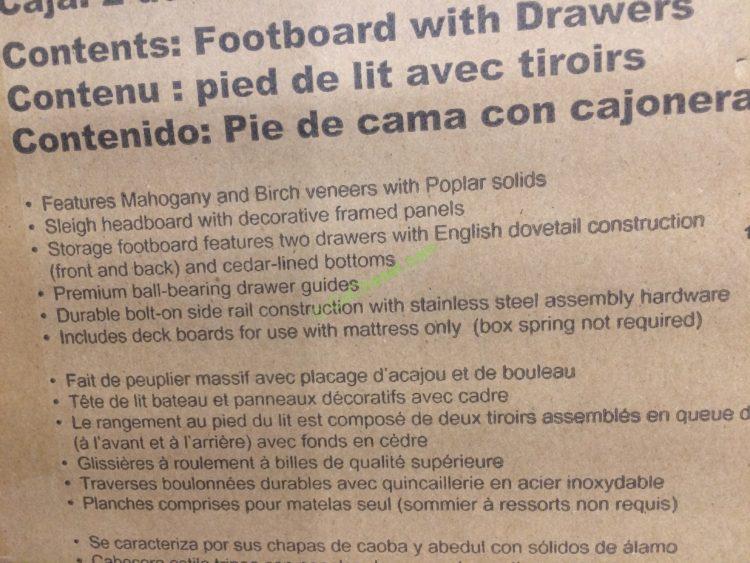 Contents: Footboard with Drawers
Contenu : pied de lit avec tiroirs
Contenido: Pie de cama con cajonera
• Features Mahogany and Birch veneers with Poplar solids
• Sleigh headboard with decorative framed panels
• Storage footboard features two drawers with English dovetail construction
(front and back) and cedar-lined bottoms
• Premium ball-bearing drawer guides
• Durable bolt-on side rail construction with stainless steel assembly hardware
• Includes deck boards for use with mattress only (box spring not required)
• Fait de peuplier massif avec placage d'acajou et de bouleau
• Tête de lit bateau et panneaux décoratifs avec cadre
• Le rangement au pied du lit est composé de deux tiroirs assemblés en queue d
(à l'avant et à l'arrière) avec fonds en cèdre
• Glissières à roulement à billes de qualité supérieure
• Traverses boulonnées durables avec quincaillerie en acier inoxydable
• Planches comprises pour matelas seul (sommier à ressorts non requis)
• Se caracteriza por sus chapas de caoba y abedul con sólidos de álamo